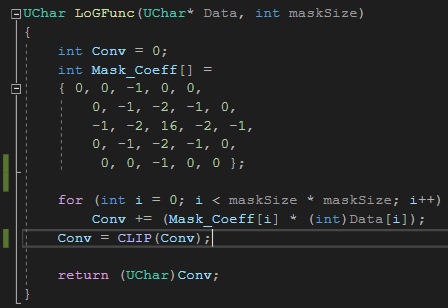 UChar LoGFunc(UChar* Data, int maskSize)
{
int Conv = 0;
int Mask_Coeff[] =
{ 0, 0, -1, 0, 0,
0, -1, -2, -1, 0,
-1, -2, 16, -2, -1,
0, -1, -2, -1, 0,
0, 0, -1, 0, 0 };
for (int i = 0; i < maskSize * maskSize; i++)
Conv += (Mask_Coeff[i] * (int)Data[i]);
Conv = CLIP(Conv);
return (UChar)Conv;
}